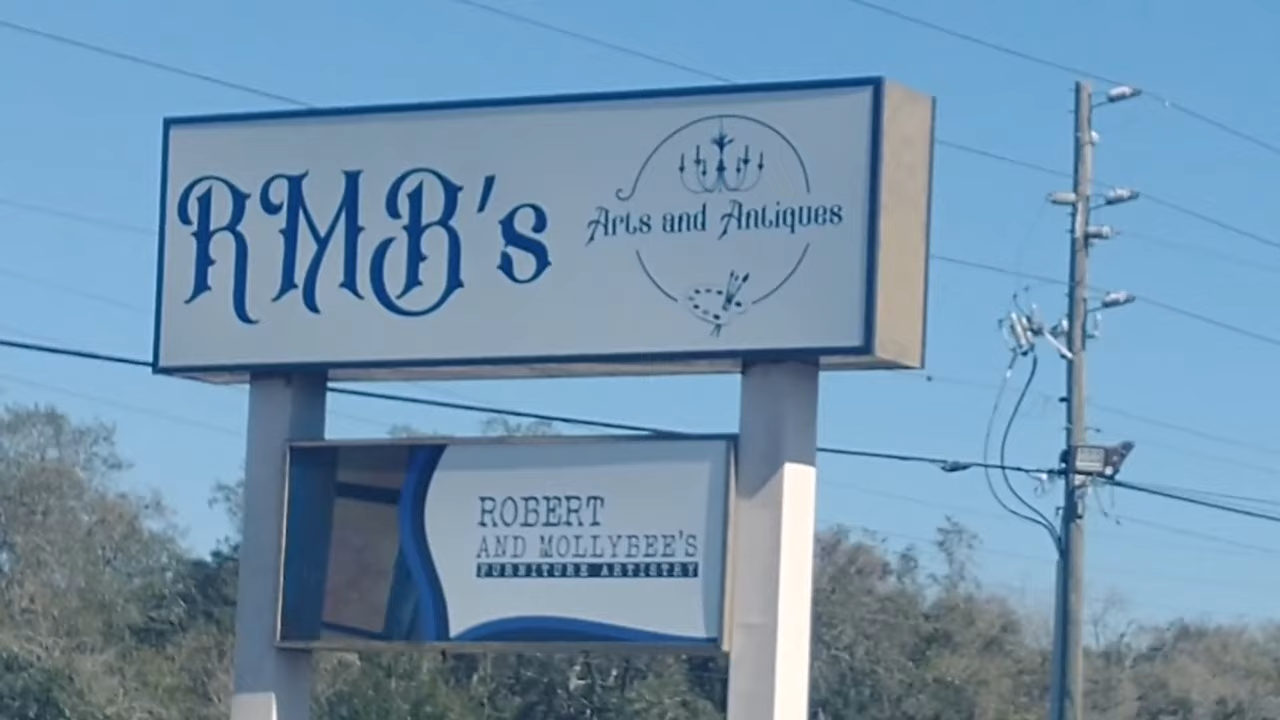 RMB's
Arts and Antiques
ROBERT
AND MOLLYBEE'S
FURNITURE ARTISTRY